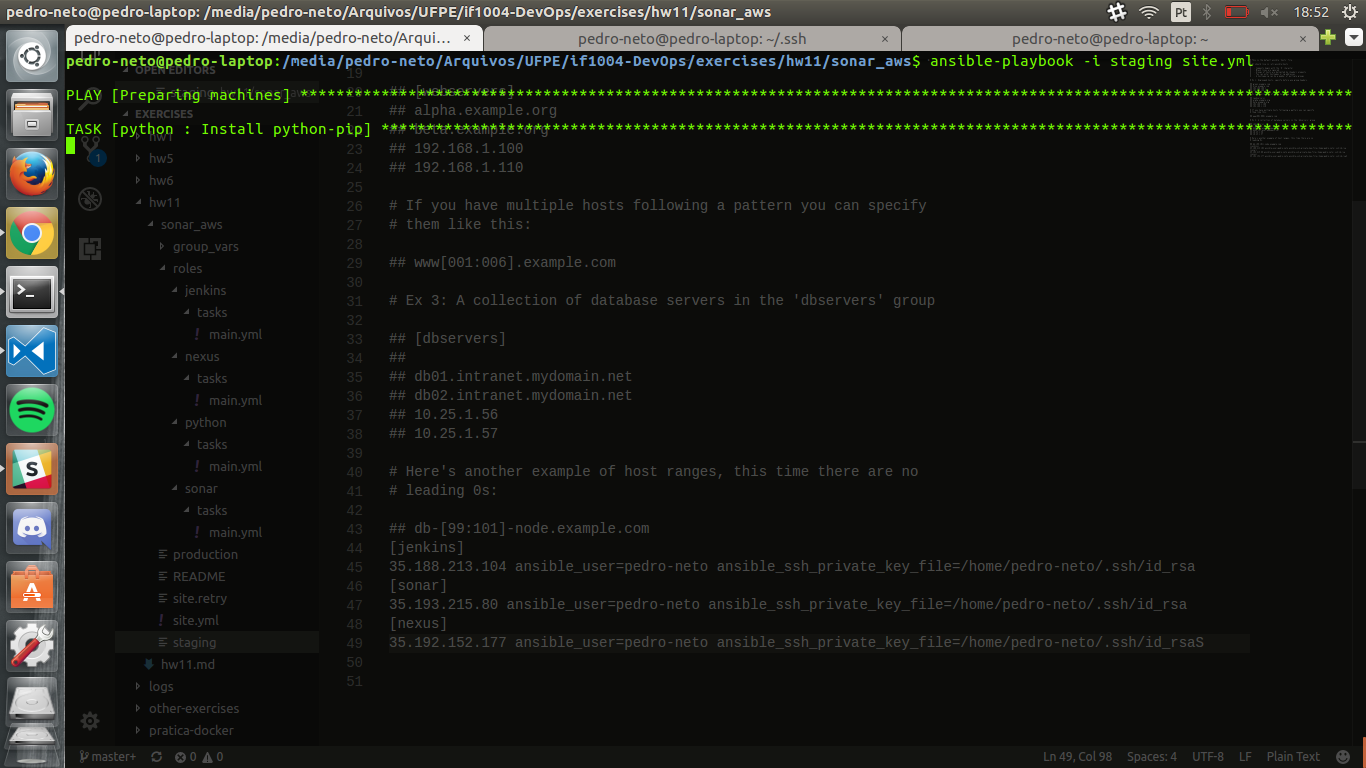 pedro-neto@pedro-laptop: /media/pedro-neto/Arquivos/UFPE/if1004-DevOps/exercises/hw11/sonar_aws
Pt
18:52
pedro-neto@pedro-laptop: /media/pedro-neto/Arqui... ×
pedro-neto@pedro-laptop: ~/.ssh ×
pedro-neto@pedro-laptop: ~ ×
pedro-neto@pedro-laptop:/media/pedro-neto/Arquivos/UFPE/if1004-DevOps/exercises/hw11/sonar_aws$ ansible-playbook -i staging site.yml
PLAY [Preparing machines] ****************************************************************************************************************************
TASK [python : Install python-pip] *******************************************************************************************************************
OPEN EDITORS
EXERCISES
hw1
1
hw5
hw6
hw11
sonar_aws
group_vars
roles
jenkins
tasks
! main.yml
nexus
tasks
! main.yml
python
tasks
! main.yml
sonar
tasks
! main.yml
production
README
site.retry
! site.yml
staging
hw11.md
logs
other-exercises
pratica-docker
19
## [webservers]
21 ## alpha.example.org
## beta.example.org
23 ## 192.168.1.100
24 ## 192.168.1.110
25
26 # If you have multiple hosts following a pattern you can specify
27 # them like this:
28
29 ## www[001:006].example.com
30
31 # Ex 3: A collection of database servers in the 'dbservers' group
32
33 ## [dbservers]
34 ##
35 ## db01.intranet.mydomain.net
36 ## db02.intranet.mydomain.net
37 ## 10.25.1.56
38 ## 10.25.1.57
39
40 # Here's another example of host ranges, this time there are no
41 # leading 0s:
42
43 ## db-[99:101]-node.example.com
44 [jenkins]
45 35.188.213.104 ansible_user=pedro-neto ansible_ssh_private_key_file=/home/pedro-neto/.ssh/id_rsa
46 [sonar]
47 35.193.215.80 ansible_user=pedro-neto ansible_ssh_private_key_file=/home/pedro-neto/.ssh/id_rsa
48 [nexus]
49 35.192.152.177 ansible_user=pedro-neto ansible_ssh_private_key_file=/home/pedro-neto/.ssh/id_rsaS
50
51
master+ 0 0
Ln 49, Col 98 Spaces: 4 UTF-8 LF Plain Text